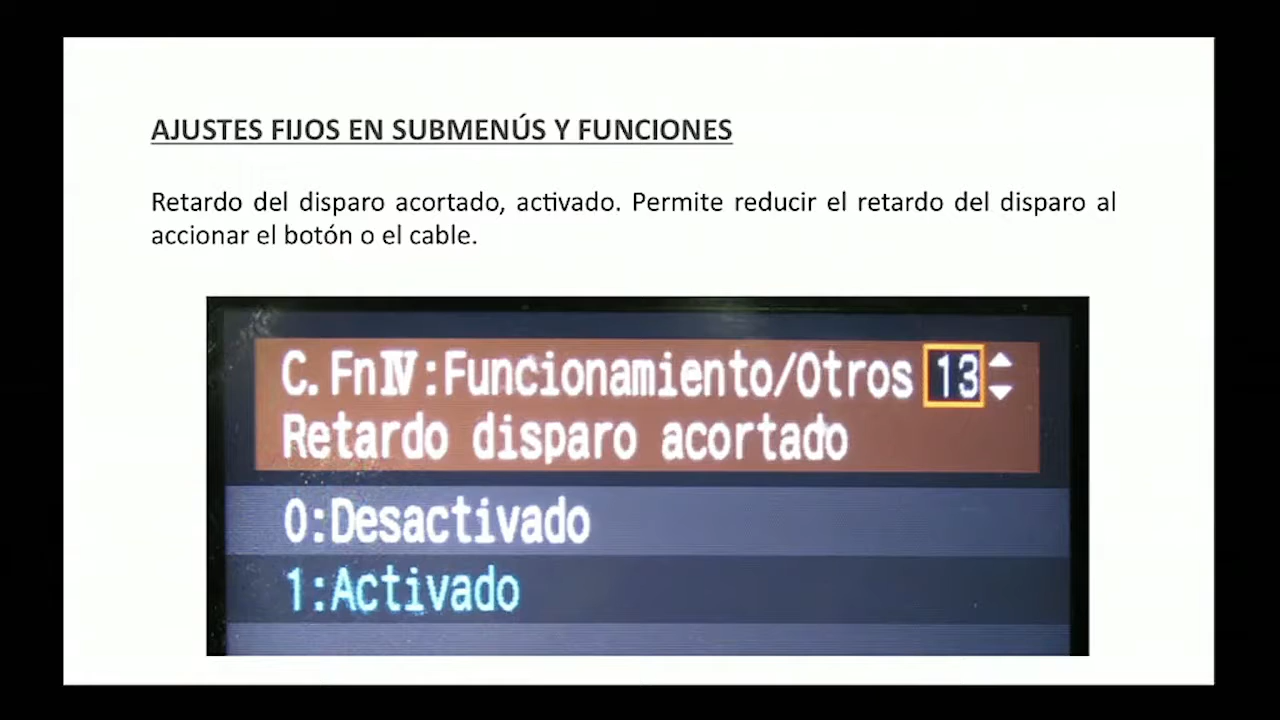 AJUSTES FIJOS EN SUBMENÚS Y FUNCIONES
Retardo del disparo acortado, activado. Permite reducir el retardo del disparo al
accionar el botón o el cable.
C.FnⅣ:Funcionamiento/Otros 13
Retardo disparo acortado
0:Desactivado
1:Activado